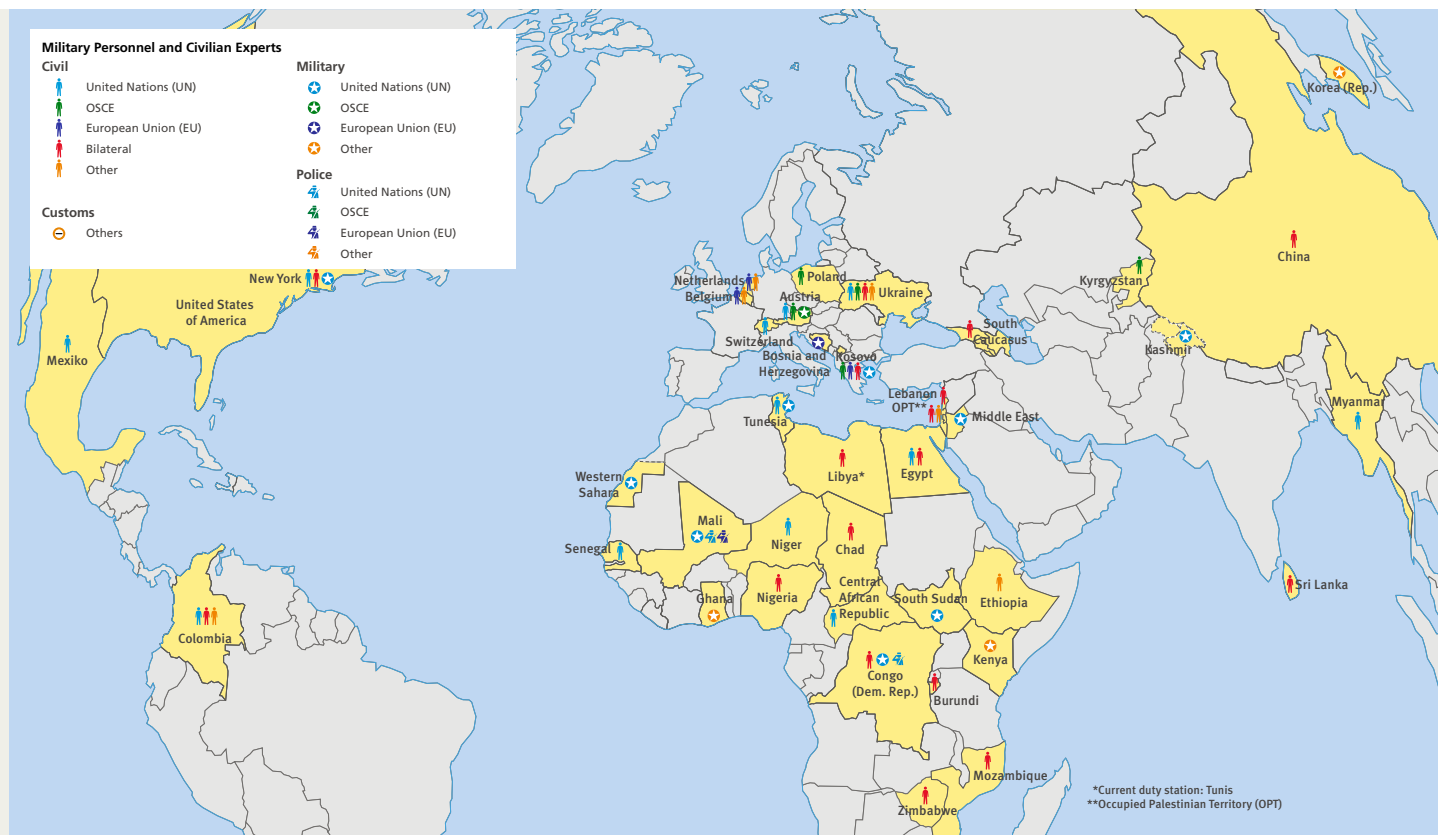 Military Personnel and Civilian Experts
Civil
United Nations (UN)
OSCE
European Union (EU)
Bilateral
Other
Customs
Others
Military
United Nations (UN)
OSCE
European Union (EU)
Other
Police
United Nations (UN)
OSCE
European Union (EU)
Other
Korea (Rep.)
China
Kyrgyzstan
New York
United States
of America
Mexiko
Netherlands
Belgium
Poland
Austria
Ukraine
Switzerland
Bosnia and
Herzegovina
Kosovo
South
Caucasus
Kashmir
Lebanon
OPT**
Middle East
Myanmar
Tunesia
Western
Sahara
Libya*
Egypt
Mali
Niger
Chad
Senegal
Ghana
Nigeria
Central
African
Republic
South Sudan
Ethiopia
Sri Lanka
Colombia
Kenya
Congo
(Dem. Rep.)
Burundi
Mozambique
Zimbabwe
*Current duty station: Tunis
**Occupied Palestinian Territory (OPT)